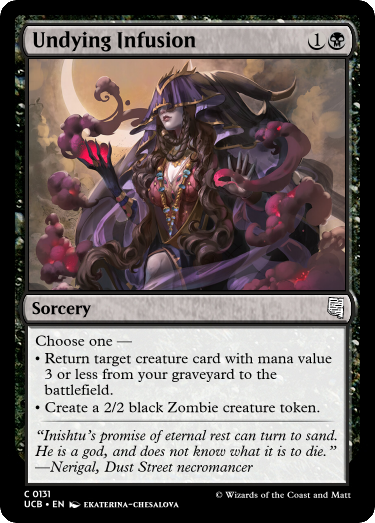 Undying Infusion 1
Sorcery
Choose one —
• Return target creature card with mana value
3 or less from your graveyard to the
battlefield.
• Create a 2/2 black Zombie creature token.
“Inishtu’s promise of eternal rest can turn to sand.
He is a god, and does not know what it is to die.”
—Nerigal, Dust Street necromancer
C 0131
UCB • EN EKATERINA-CHESALOVA
© Wizards of the Coast and Matt